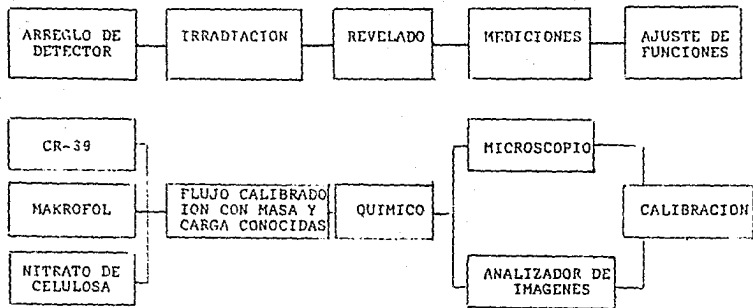 ARREGLO DE
DETECTOR
IRRADIACION
REVELADO
MEDICIONES
AJUSTE DE
FUNCIONES
CR-39
MAKROFOL
NITRATO DE
CELULOSA
FLUJO CALIBRADO
ION CON MASA Y
CARGA CONOCIDAS
QUIMICO
MICROSCOPIO
ANALIZADOR DE
IMAGENES
CALIBRACION